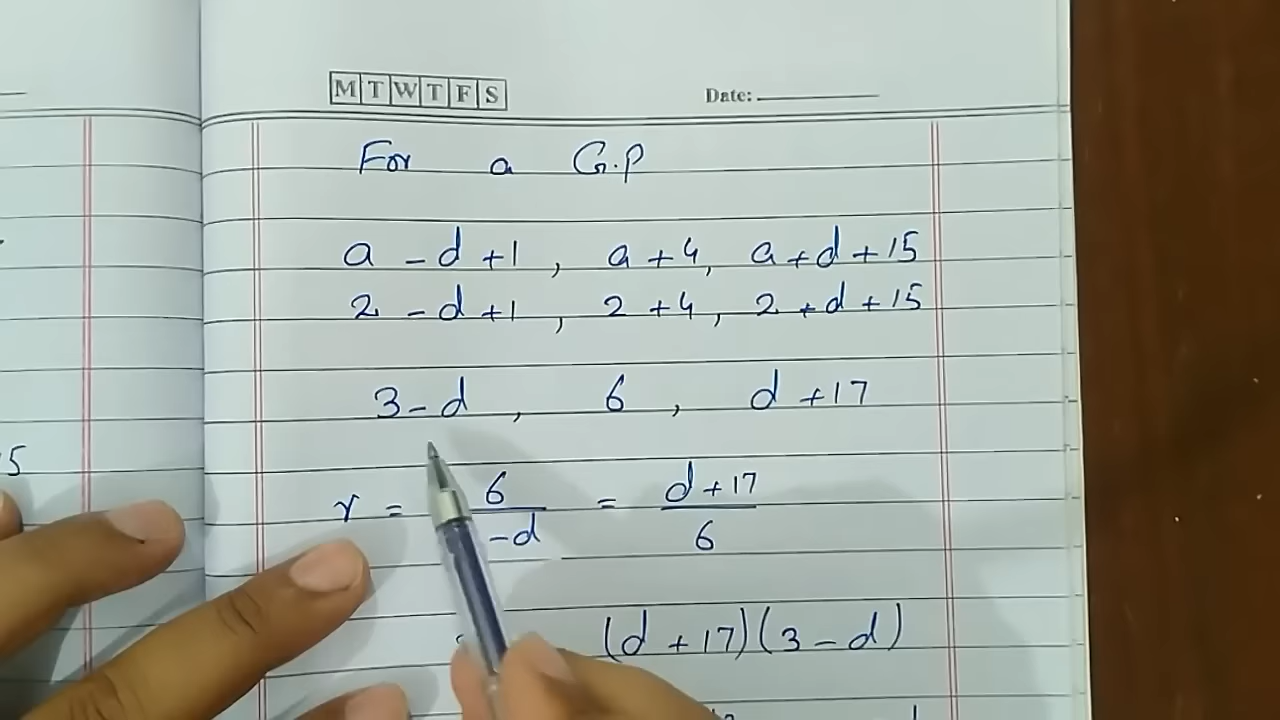 M T W T F S Date:
For a G.P
a - d + 1 , a + 4, a + d + 15
2 - d + 1 , 2 + 4 , 2 + d + 15
3 - d , 6 , d + 17
5
r = 6 / -d = d + 17 / 6
(d + 17)(3 - d)